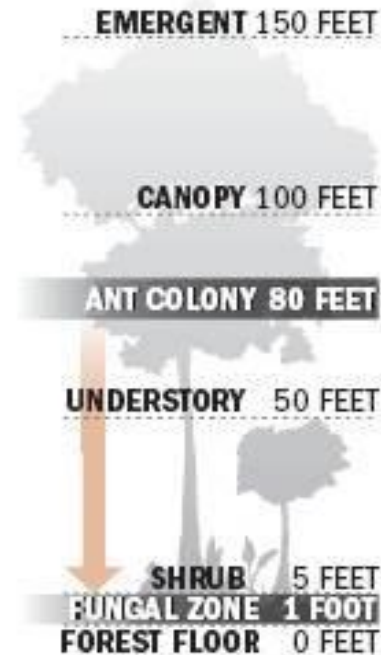 EMERGENT 150 FEET
CANOPY 100 FEET
ANT COLONY 80 FEET
UNDERSTORY 50 FEET
SHRUB 5 FEET
FUNGAL ZONE 1 FOOT
FOREST FLOOR 0 FEET